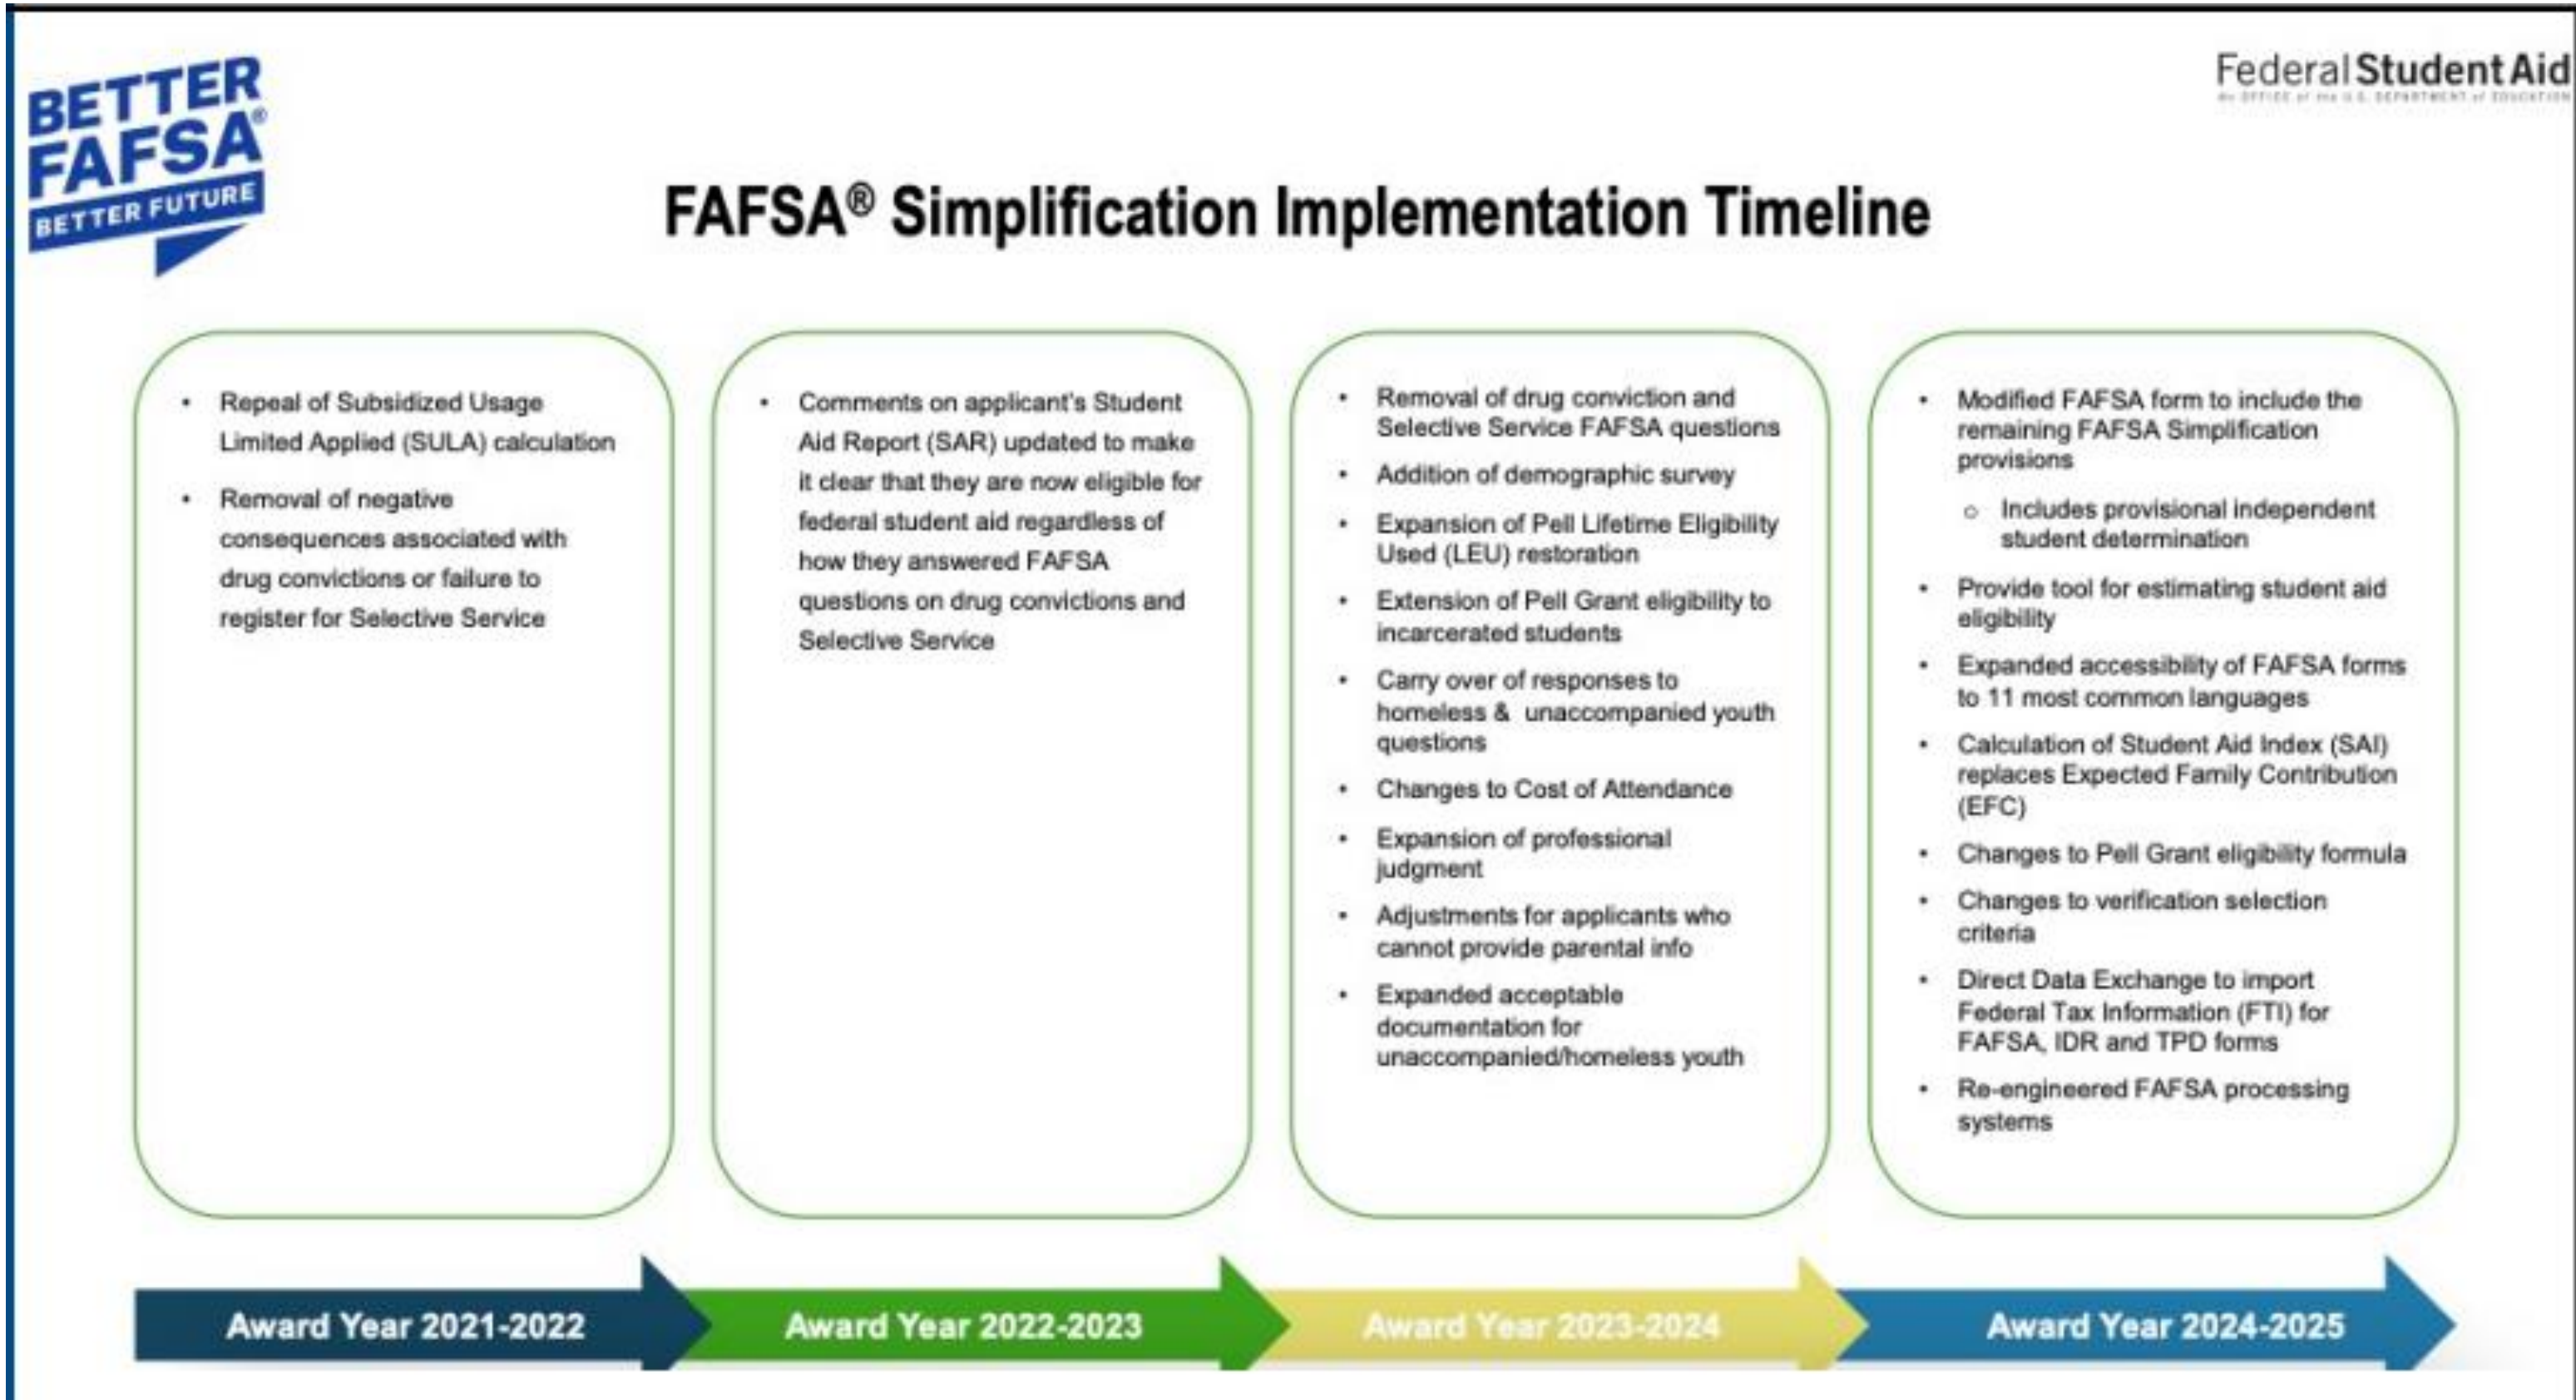 BETTER
FAFSA®
BETTER FUTURE
Federal Student Aid
An OFFICE of the U.S. DEPARTMENT of EDUCATION
FAFSA® Simplification Implementation Timeline
• Repeal of Subsidized Usage
Limited Applied (SULA) calculation
• Removal of negative
consequences associated with
drug convictions or failure to
register for Selective Service
• Comments on applicant's Student
Aid Report (SAR) updated to make
it clear that they are now eligible for
federal student aid regardless of
how they answered FAFSA
questions on drug convictions and
Selective Service
• Removal of drug conviction and
Selective Service FAFSA questions
• Addition of demographic survey
• Expansion of Pell Lifetime Eligibility
Used (LEU) restoration
• Extension of Pell Grant eligibility to
incarcerated students
• Carry over of responses to
homeless & unaccompanied youth
questions
• Changes to Cost of Attendance
• Expansion of professional
judgment
• Adjustments for applicants who
cannot provide parental info
• Expanded acceptable
documentation for
unaccompanied/homeless youth
• Modified FAFSA form to include the
remaining FAFSA Simplification
provisions
o Includes provisional independent
student determination
• Provide tool for estimating student aid
eligibility
• Expanded accessibility of FAFSA forms
to 11 most common languages
• Calculation of Student Aid Index (SAI)
replaces Expected Family Contribution
(EFC)
• Changes to Pell Grant eligibility formula
• Changes to verification selection
criteria
• Direct Data Exchange to import
Federal Tax Information (FTI) for
FAFSA, IDR and TPD forms
• Re-engineered FAFSA processing
systems
Award Year 2021-2022
Award Year 2022-2023
Award Year 2023-2024
Award Year 2024-2025